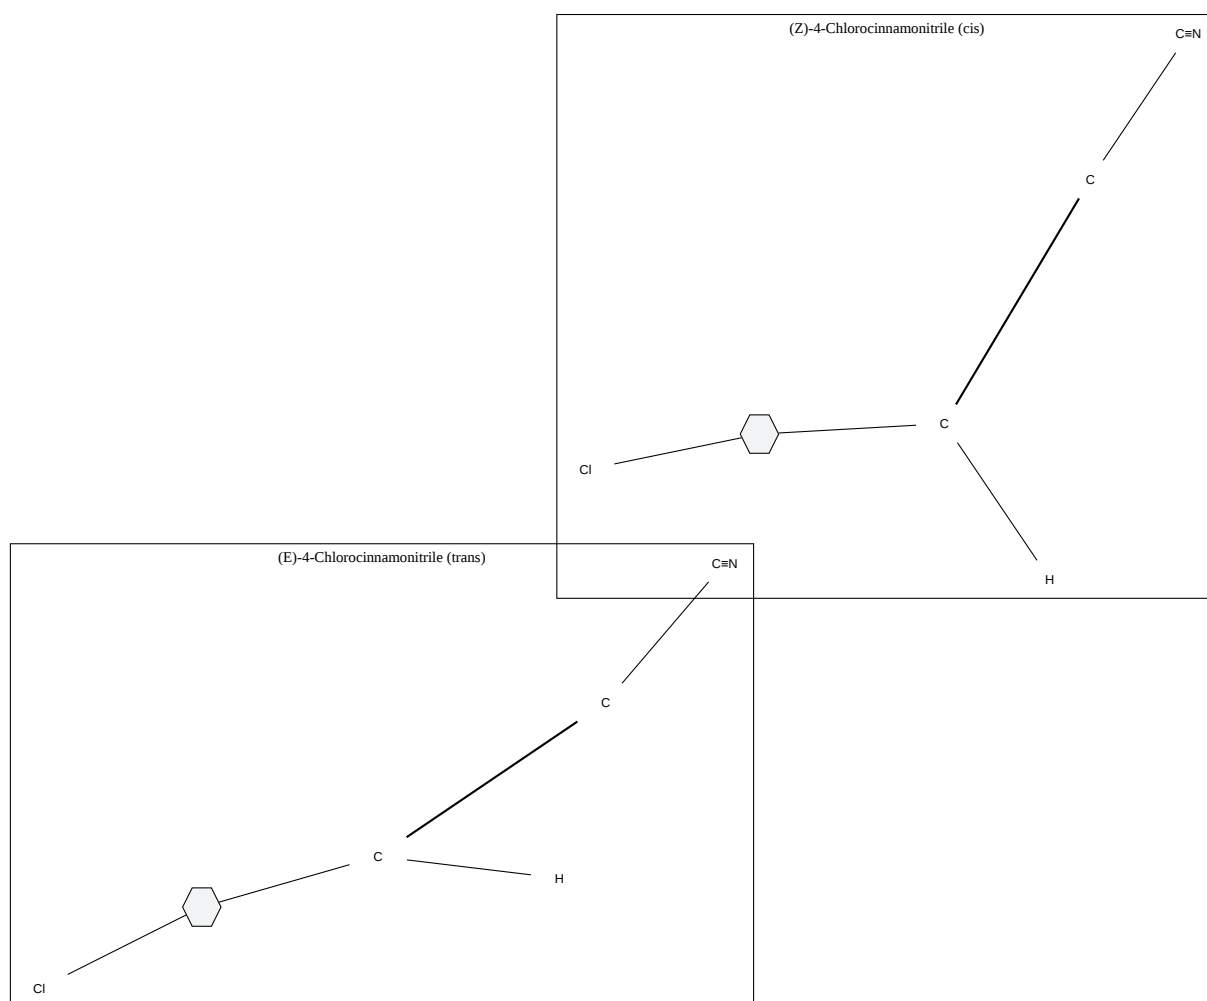 (Z)-4-Chlorocinnamonitrile (cis)
C≡N
C
C
Cl
H
(E)-4-Chlorocinnamonitrile (trans)
C≡N
C
C
H
Cl